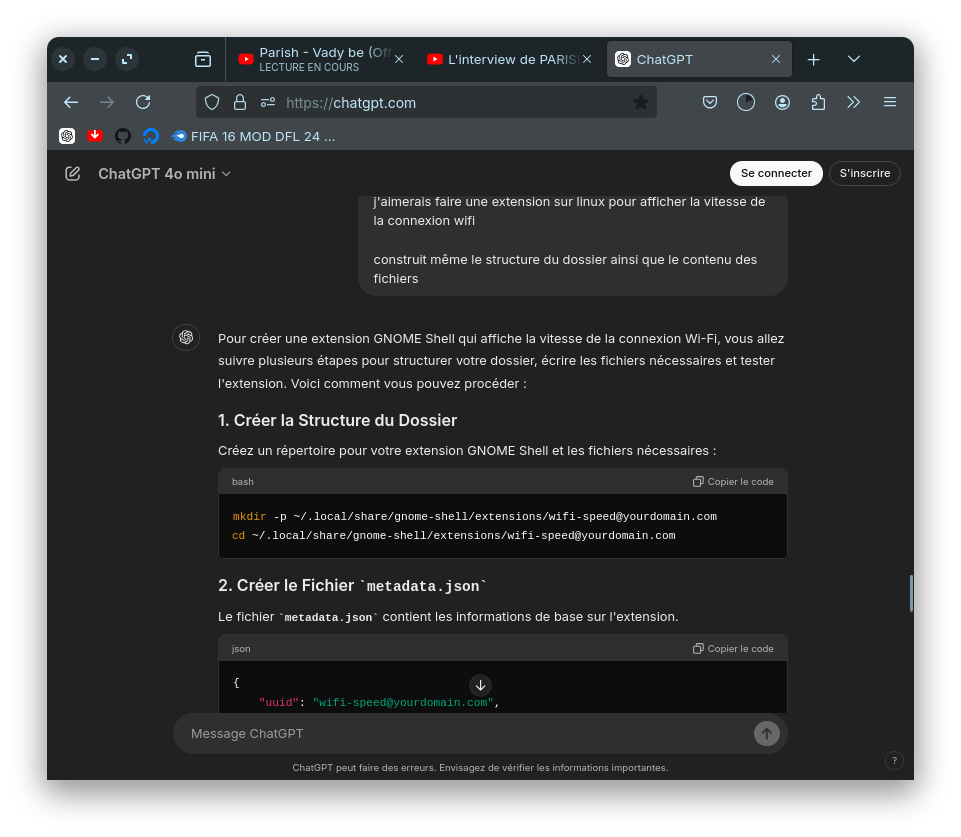 Parish - Vady be (Of
LECTURE EN COURS
L'interview de PARIS
ChatGPT
https://chatgpt.com
FIFA 16 MOD DFL 24 ...
ChatGPT 4o mini
Se connecter
S'inscrire
j'aimerais faire une extension sur linux pour afficher la vitesse de
la connexion wifi
construit même le structure du dossier ainsi que le contenu des
fichiers
Pour créer une extension GNOME Shell qui affiche la vitesse de la connexion Wi-Fi, vous allez
suivre plusieurs étapes pour structurer votre dossier, écrire les fichiers nécessaires et tester
l'extension. Voici comment vous pouvez procéder :
1. Créer la Structure du Dossier
Créez un répertoire pour votre extension GNOME Shell et les fichiers nécessaires :
bash
Copier le code
mkdir -p ~/.local/share/gnome-shell/extensions/wifi-speed@yourdomain.com
cd ~/.local/share/gnome-shell/extensions/wifi-speed@yourdomain.com
2. Créer le Fichier `metadata.json`
Le fichier `metadata.json` contient les informations de base sur l'extension.
json
Copier le code
{
"uuid": "wifi-speed@yourdomain.com",
Message ChatGPT
ChatGPT peut faire des erreurs. Envisagez de vérifier les informations importantes.
?